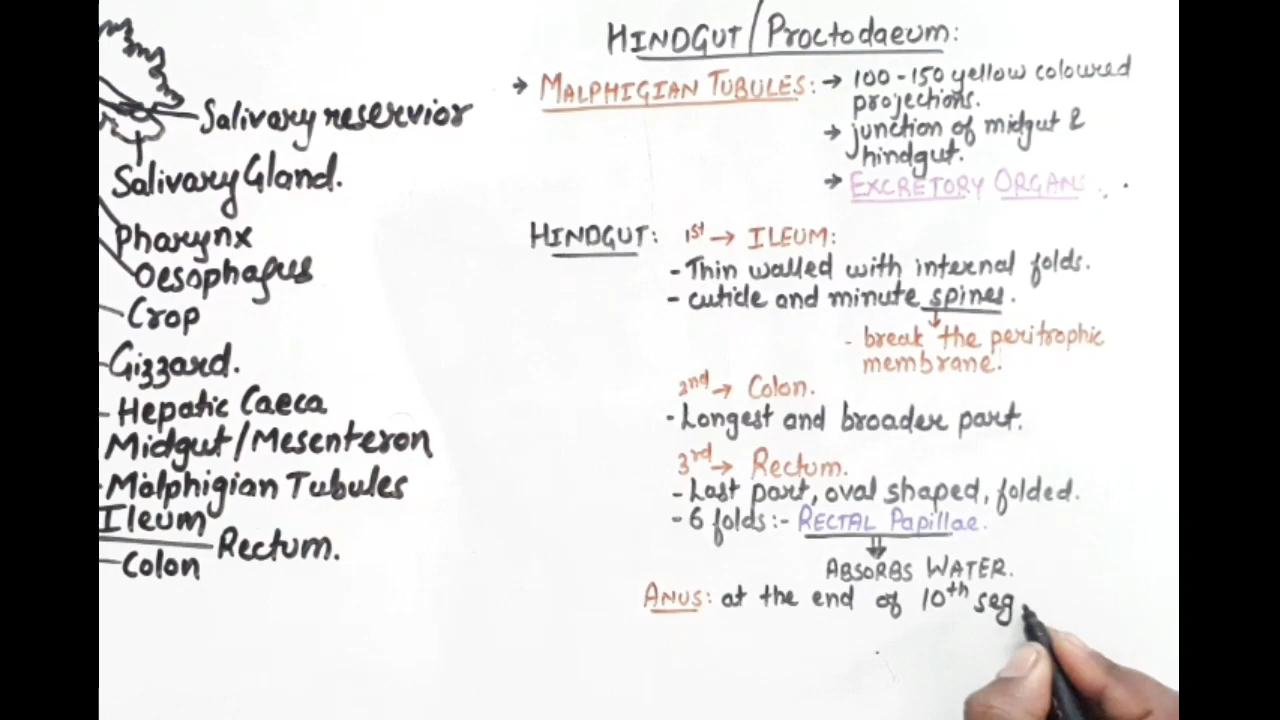 Salivary reservior
Salivary Gland.
Pharynx
Oesophagus
Crop
Gizzard.
Hepatic Caeca
Midgut/Mesenteron
Malphigian Tubules
Ileum
Rectum.
Colon
HINDGUT/Proctodaeum:
→ MALPHIGIAN TUBULES: → 100-150 yellow coloured
projections.
→ junction of midgut &
hindgut.
→ EXCRETORY ORGANS.
HINDGUT: 1st → ILEUM:
- Thin walled with internal folds.
- cuticle and minute spines.
- break the peritrophic
membrane.
2nd → Colon.
- Longest and broader part.
3rd → Rectum.
- Last part, oval shaped, folded.
- 6 folds:- RECTAL Papillae.
ABSORBS WATER.
ANUS: at the end of 10th seg